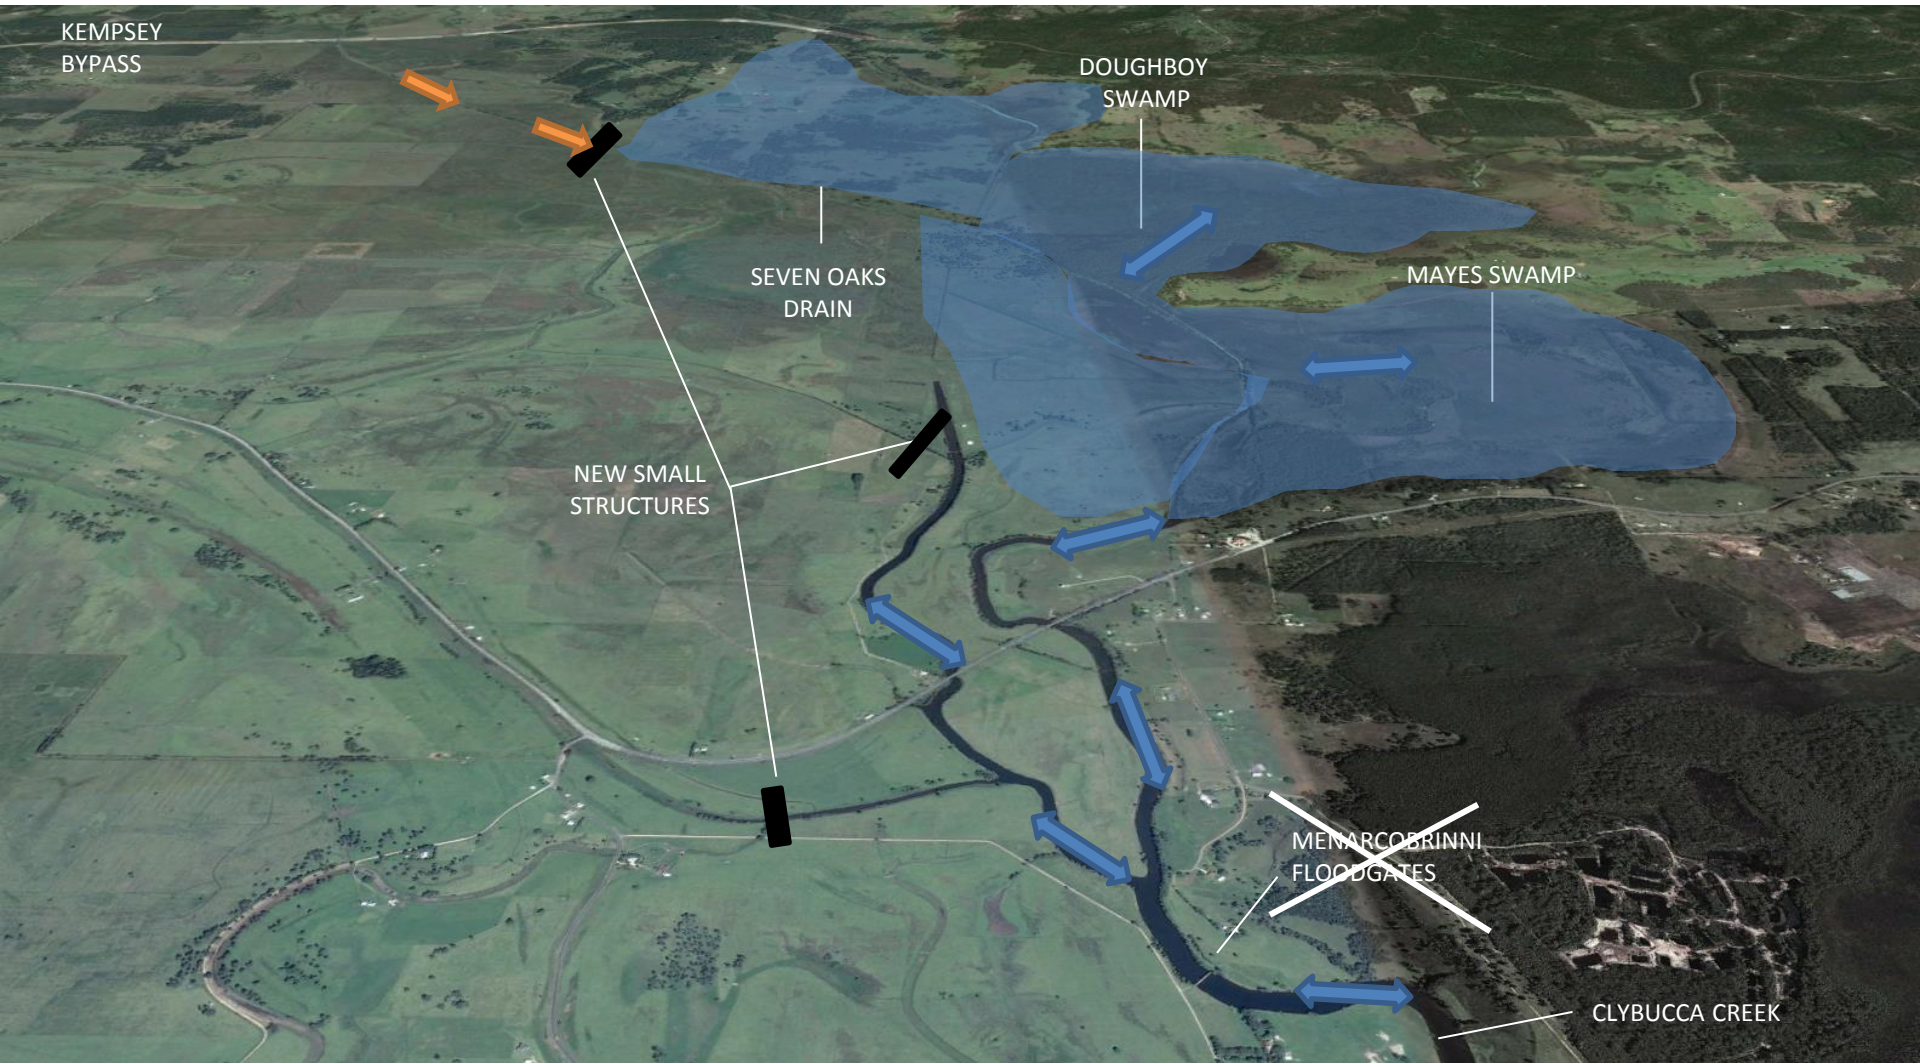 KEMPSEY
BYPASS
DOUGHBOY
SWAMP
SEVEN OAKS
DRAIN
MAYES SWAMP
NEW SMALL
STRUCTURES
MENARCOBRINNI
FLOODGATES
CLYBUCCA CREEK